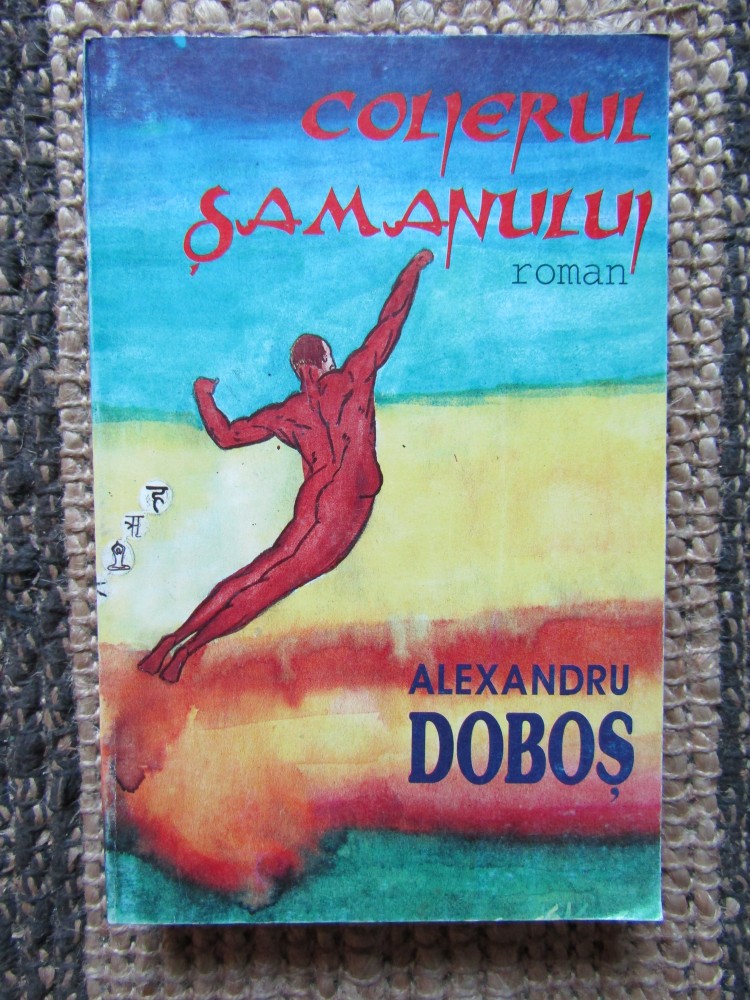 COLIERUL
ŞAMANULUI
roman
ह
ऋ
ALEXANDRU
DOBOŞ